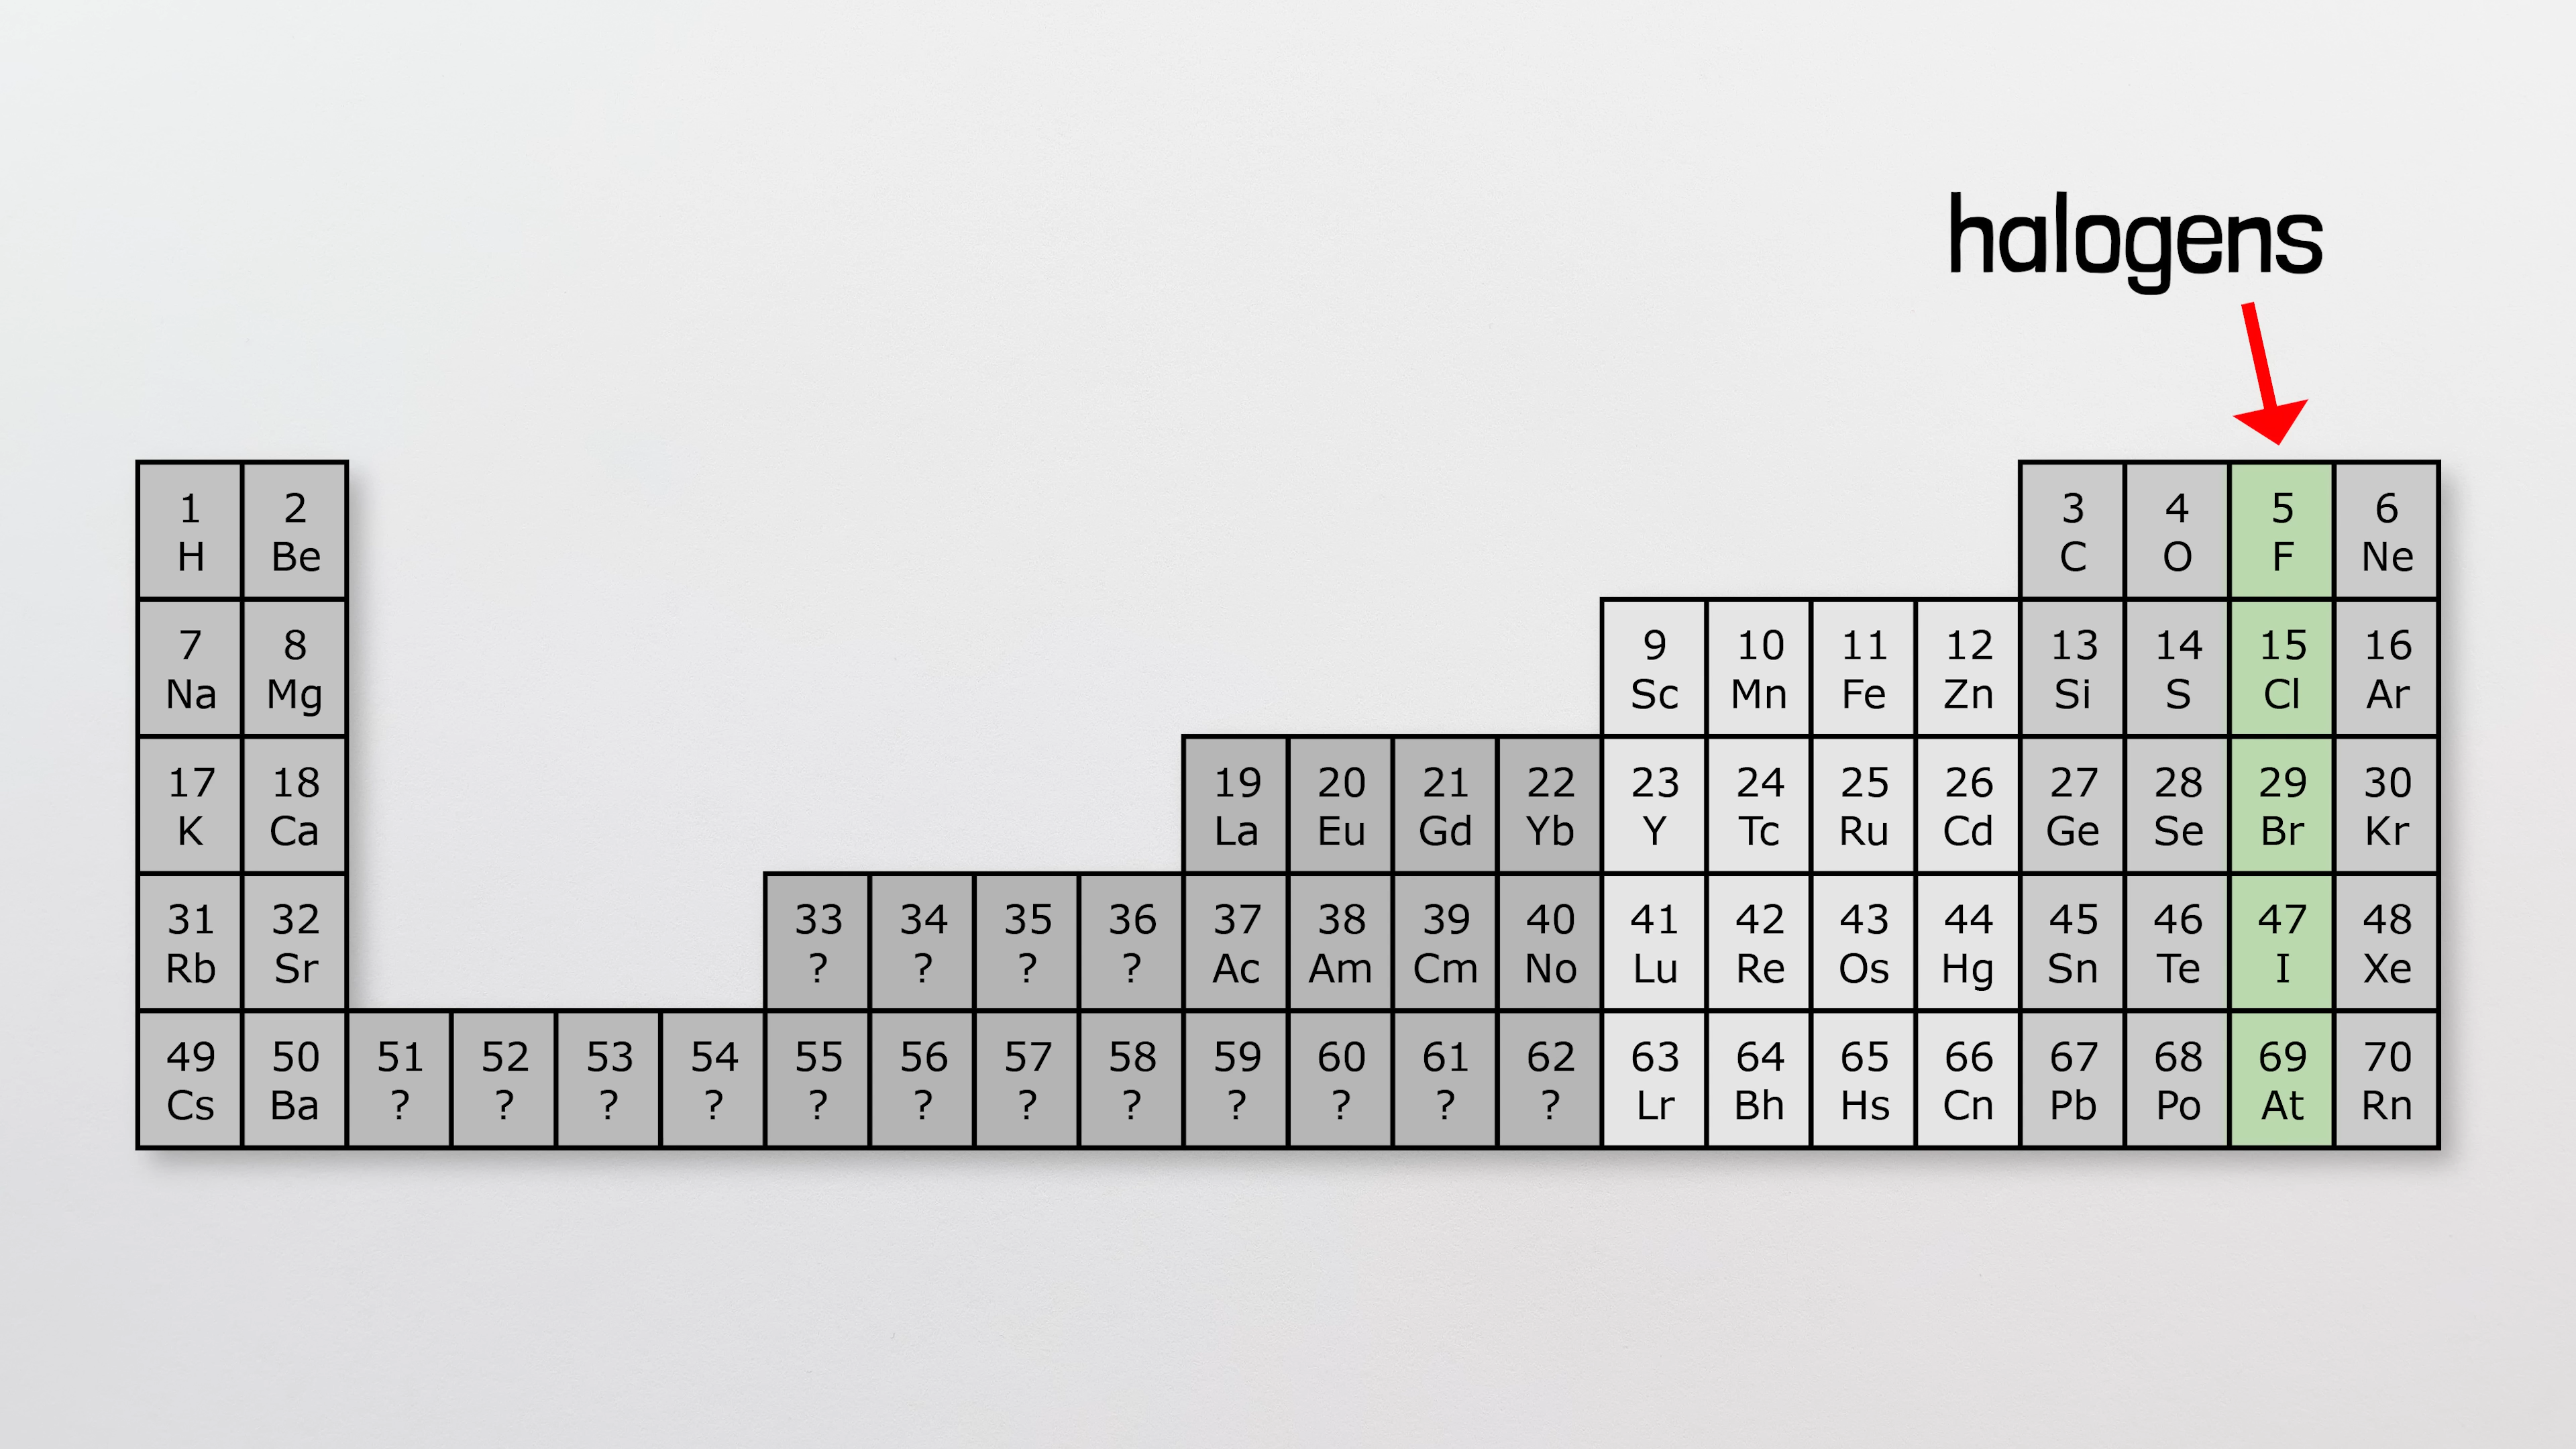 halogens
1 2 3 4 5 6
H Be C O F Ne
7 8 9 10 11 12 13 14 15 16
Na Mg Sc Mn Fe Zn Si S Cl Ar
17 18 19 20 21 22 23 24 25 26 27 28 29 30
K Ca La Eu Gd Yb Y Tc Ru Cd Ge Se Br Kr
31 32 33 34 35 36 37 38 39 40 41 42 43 44 45 46 47 48
Rb Sr ? ? ? ? Ac Am Cm No Lu Re Os Hg Sn Te I Xe
49 50 51 52 53 54 55 56 57 58 59 60 61 62 63 64 65 66 67 68 69 70
Cs Ba ? ? ? ? ? ? ? ? ? ? ? ? Lr Bh Hs Cn Pb Po At Rn